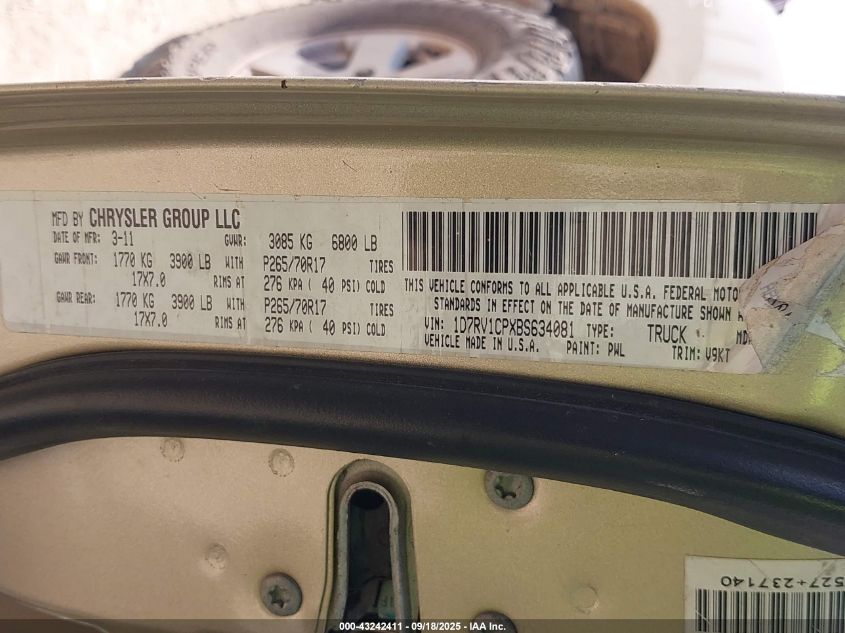 MFD BY CHRYSLER GROUP LLC
DATE OF MFR: 3-11 GVWR: 3085 KG 6800 LB
GAWR FRONT: 1770 KG 3900 LB WITH P265/70R17 TIRES
17X7.0 RIMS AT 276 KPA ( 40 PSI) COLD
GAWR REAR: 1770 KG 3900 LB WITH P265/70R17 TIRES
17X7.0 RIMS AT 276 KPA ( 40 PSI) COLD
THIS VEHICLE CONFORMS TO ALL APPLICABLE U.S.A. FEDERAL
STANDARDS IN EFFECT ON THE DATE OF MANUFACTURE SHOWN
VIN: 1D7RV1CPXBS634081 TYPE: TRUCK
VEHICLE MADE IN U.S.A. PAINT: PWL TRIM: V9KT
527+237140
000-43242411 - 09/18/2025 - IAA Inc.